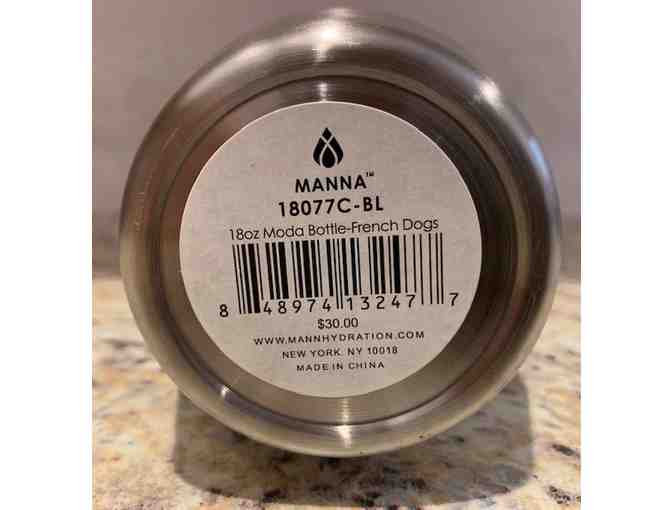 MANNA™
18077C-BL
18oz Moda Bottle-French Dogs
8 48974 13247 7
$30.00
WWW.MANNHYDRATION.COM
NEW YORK. NY 10018
MADE IN CHINA